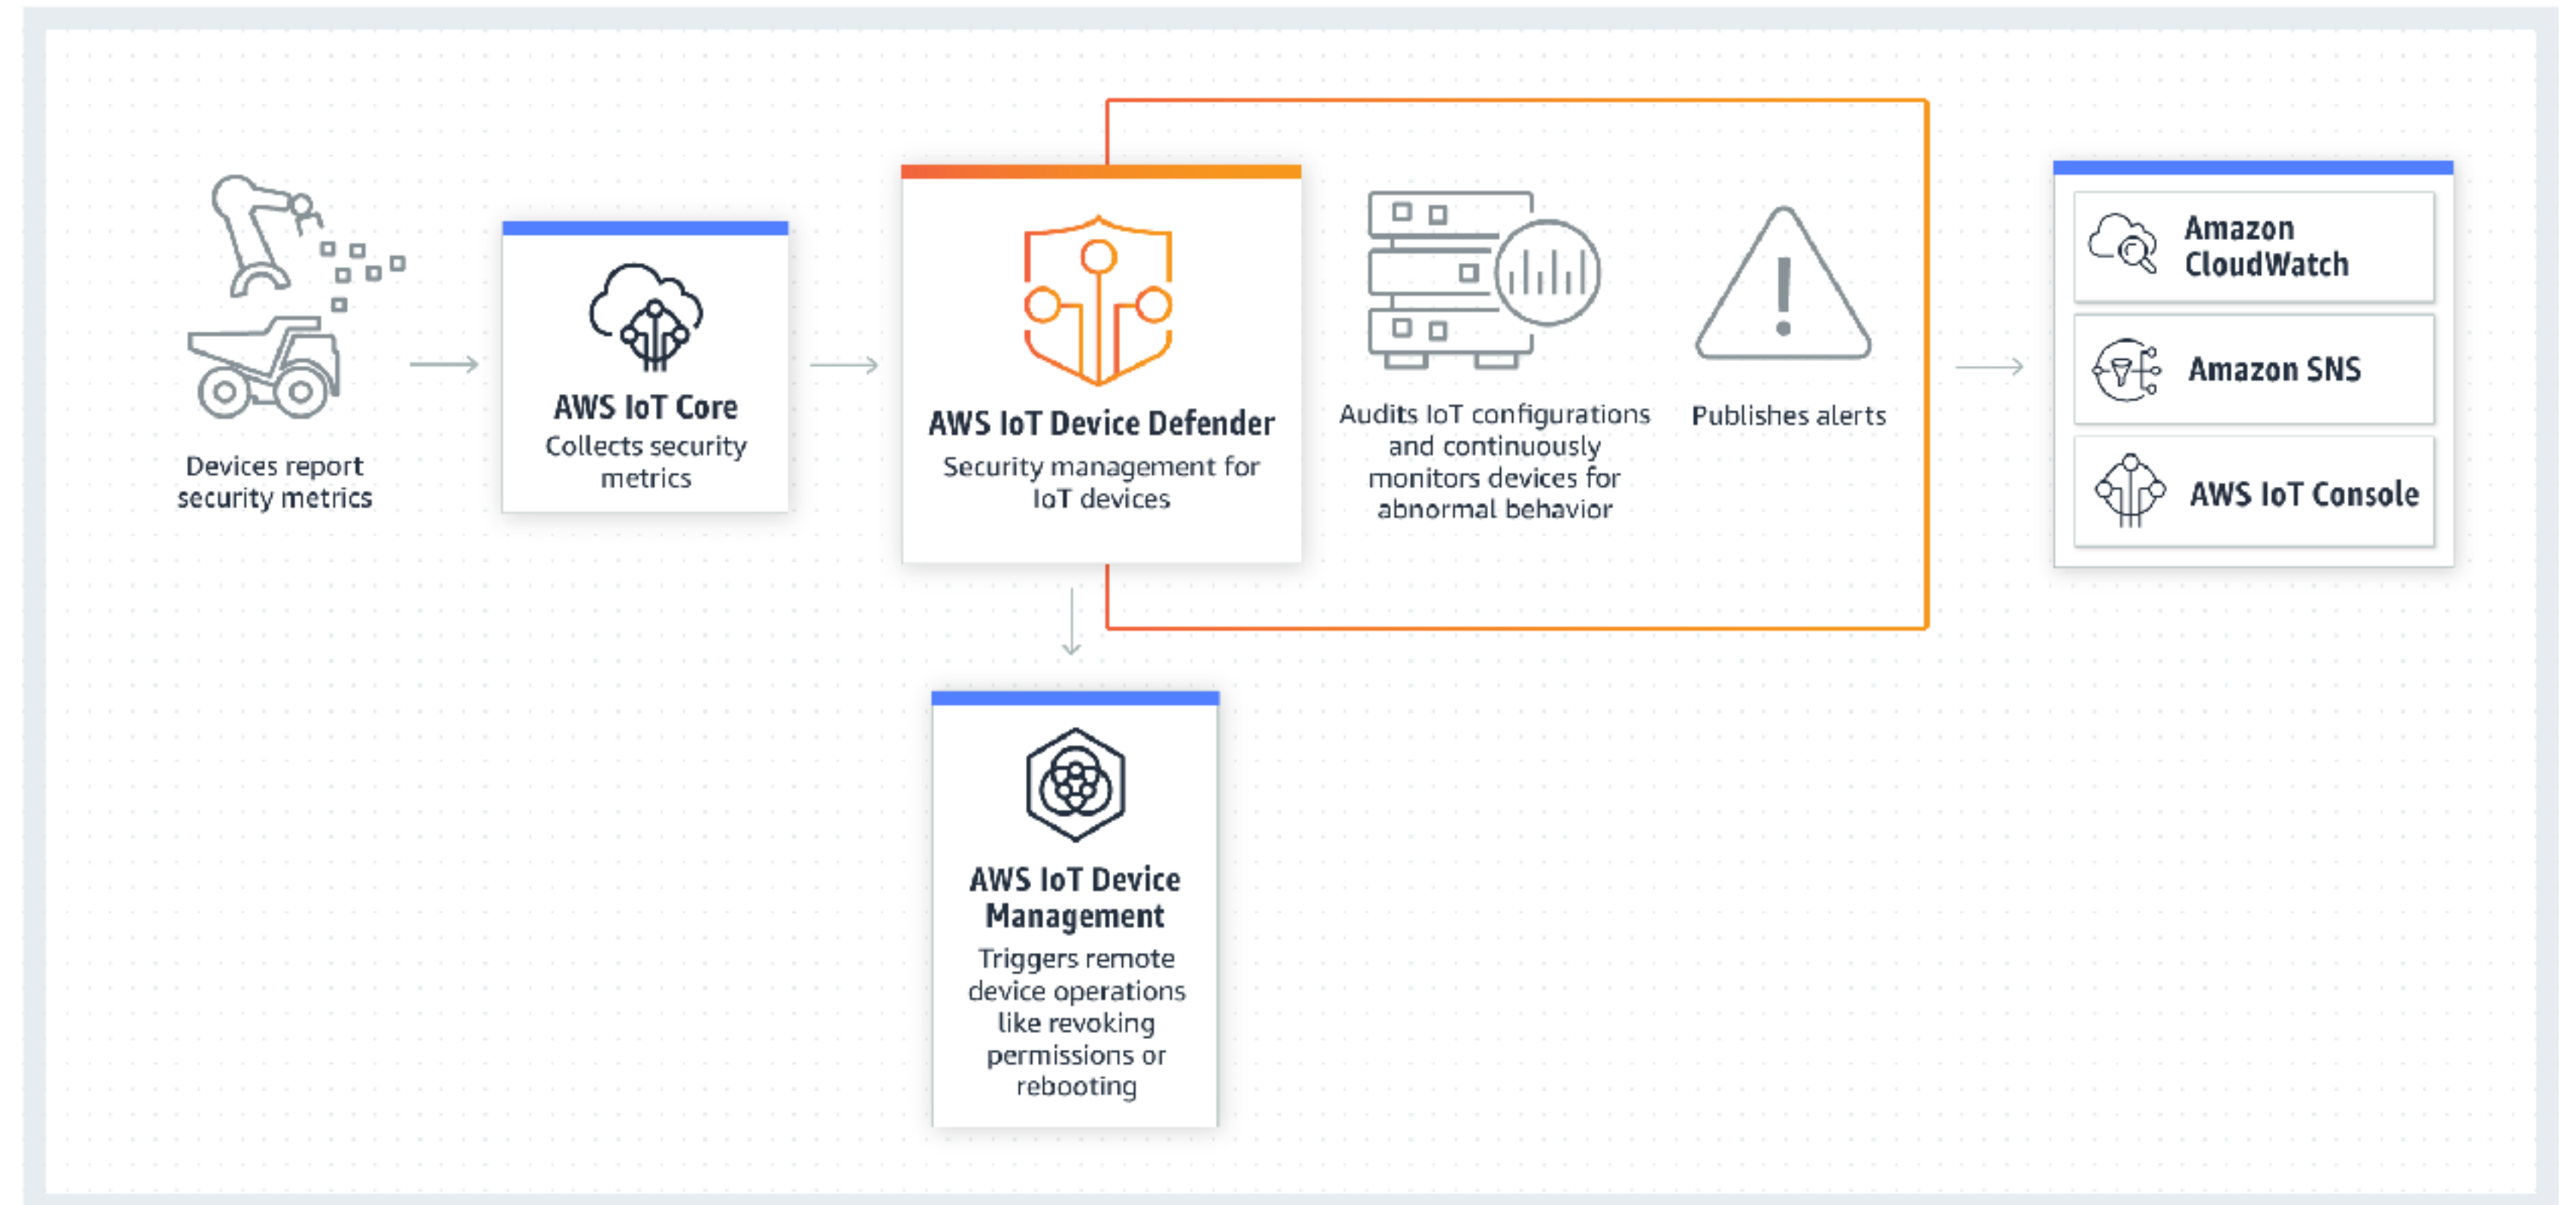 Devices report
security metrics
AWS IoT Core
Collects security
metrics
AWS IoT Device Defender
Security management for
IoT devices
Audits IoT configurations
and continuously
monitors devices for
abnormal behavior
Publishes alerts
Amazon
CloudWatch
Amazon SNS
AWS IoT Console
AWS IoT Device
Management
Triggers remote
device operations
like revoking
permissions or
rebooting